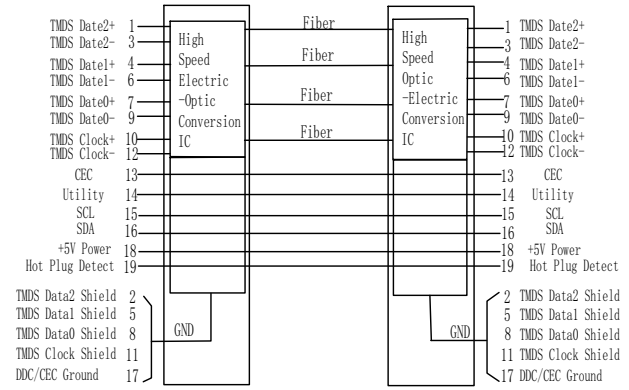 TMDS Date2+ 1
TMDS Date2- 3
TMDS Date1+ 4
TMDS Date1- 6
TMDS Date0+ 7
TMDS Date0- 9
TMDS Clock+ 10
TMDS Clock- 12
CEC 13
Utility 14
SCL 15
SDA 16
+5V Power 18
Hot Plug Detect 19
TMDS Data2 Shield 2
TMDS Data1 Shield 5
TMDS Data0 Shield 8
TMDS Clock Shield 11
DDC/CEC Ground 17
High
Speed
Electric
-Optic
Conversion
IC
GND
Fiber
Fiber
Fiber
Fiber
High
Speed
Optic
-Electric
Conversion
IC
GND
1 TMDS Date2+
3 TMDS Date2-
4 TMDS Date1+
6 TMDS Date1-
7 TMDS Date0+
9 TMDS Date0-
10 TMDS Clock+
12 TMDS Clock-
13 CEC
14 Utility
15 SCL
16 SDA
18 +5V Power
19 Hot Plug Detect
2 TMDS Data2 Shield
5 TMDS Data1 Shield
8 TMDS Data0 Shield
11 TMDS Clock Shield
17 DDC/CEC Ground